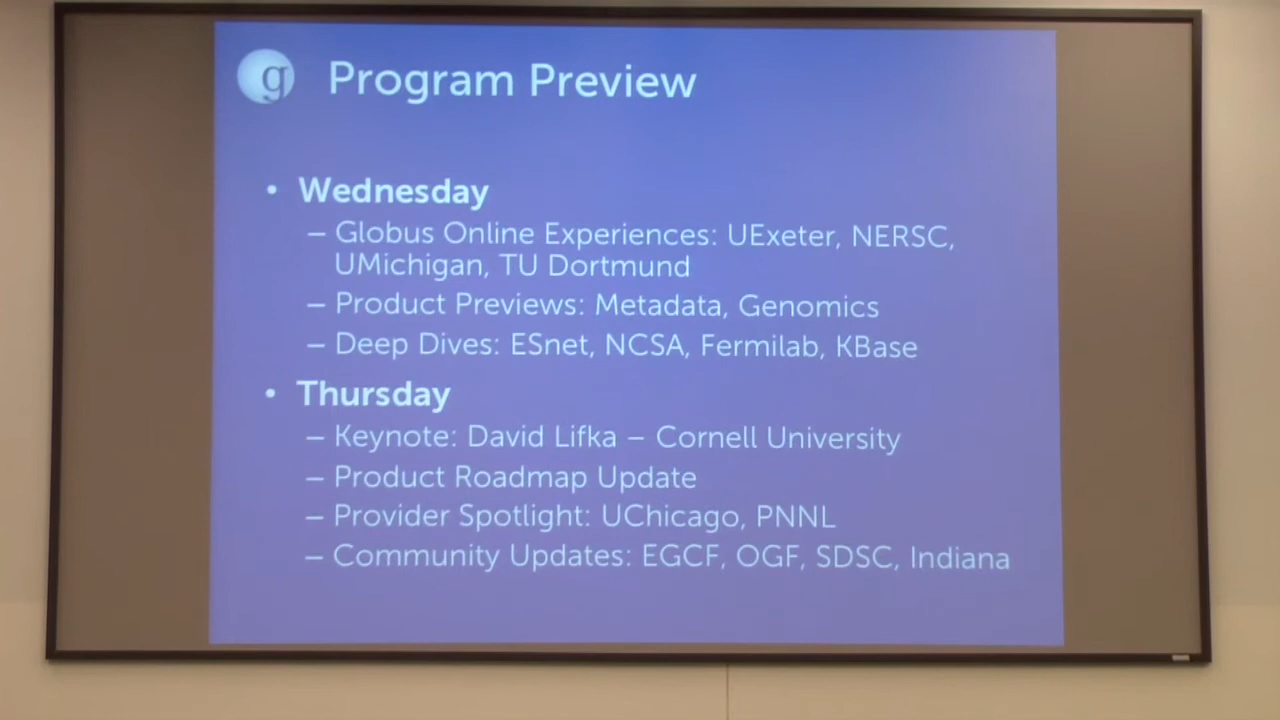 g Program Preview
• Wednesday
– Globus Online Experiences: UExeter, NERSC,
UMichigan, TU Dortmund
– Product Previews: Metadata, Genomics
– Deep Dives: ESnet, NCSA, Fermilab, KBase
• Thursday
– Keynote: David Lifka – Cornell University
– Product Roadmap Update
– Provider Spotlight: UChicago, PNNL
– Community Updates: EGCF, OGF, SDSC, Indiana